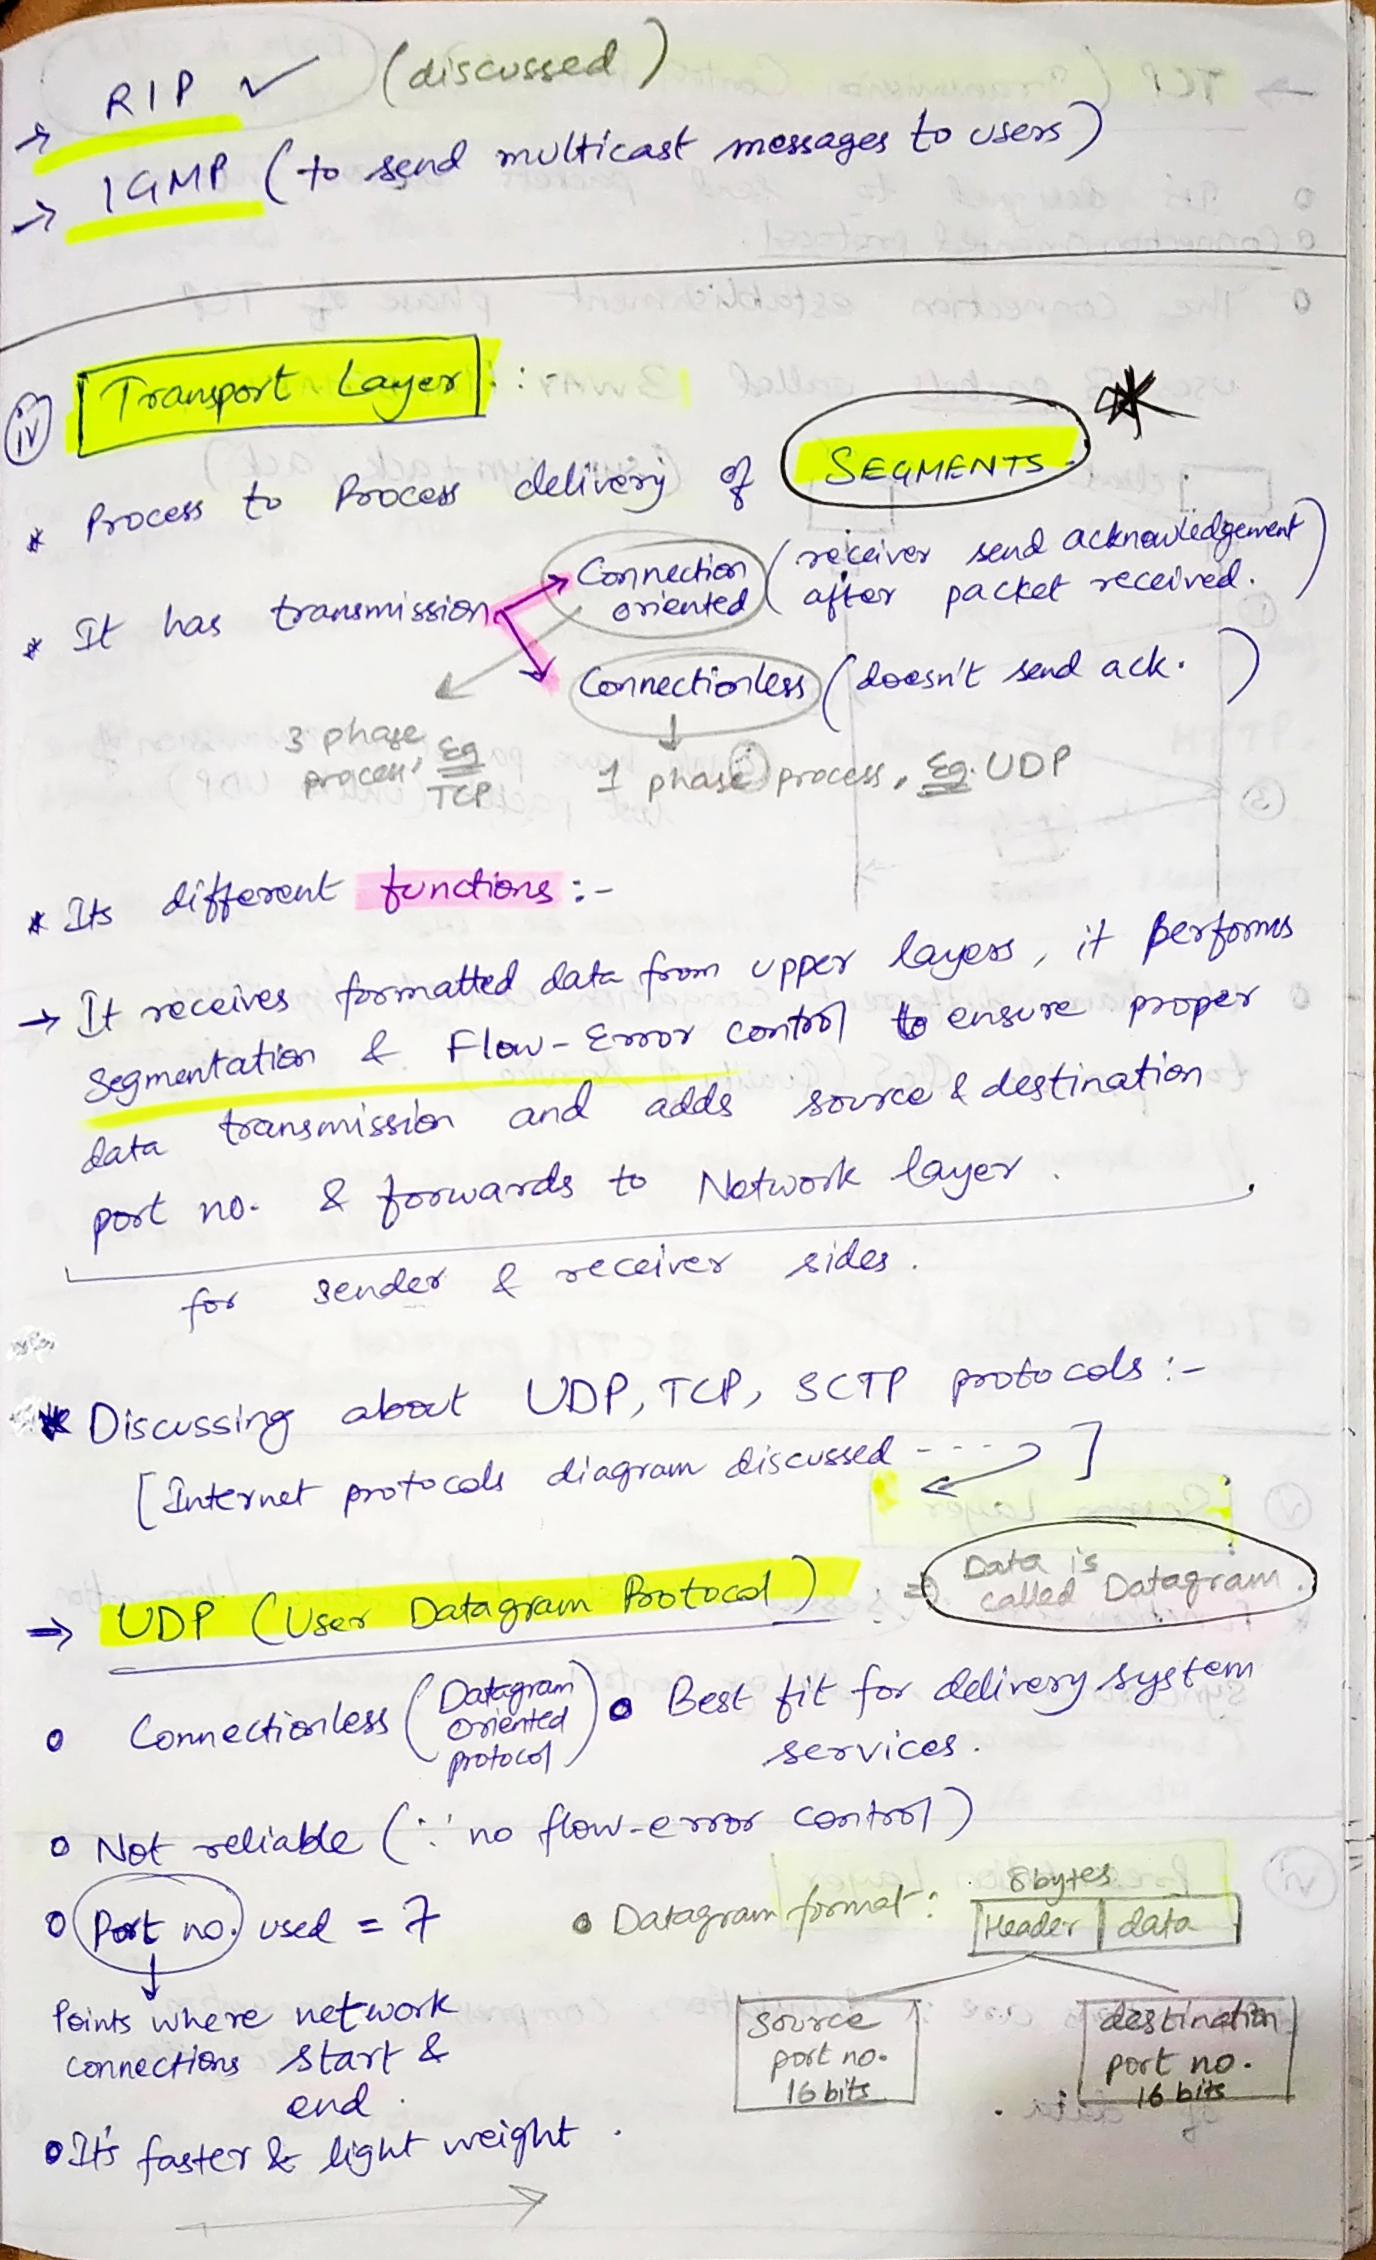 → RIP ✓ (discussed)
→ IGMP (to send multicast messages to users)
(iv) Transport Layer :-
* Process to Process delivery of SEGMENTS. *
* It has transmission
Connection oriented (receiver send acknowledgement after packet received.)
Connectionless (doesn't send ack.)
3 phase process, Eg TCP
1 phase process, Eg. UDP
* Its different functions :-
→ It receives formatted data from upper layers, it performs
Segmentation & Flow-Error control to ensure proper
data transmission and adds source & destination
port no. & forwards to Network layer.
for sender & receiver sides.
* Discussing about UDP, TCP, SCTP protocols :-
[Internet protocols diagram discussed ---- ]
→ UDP (User Datagram Protocol) : ⇒ Data is called Datagram.
o Connectionless (Datagram oriented protocol)
• Best fit for delivery system
services.
o Not reliable (∵ no flow-error control)
o Port no. used = 7
Points where network
connections start &
end.
• Datagram format :
8 bytes
Header | data
source
port no.
16 bits
destination
port no.
16 bits
• It's faster & light weight.